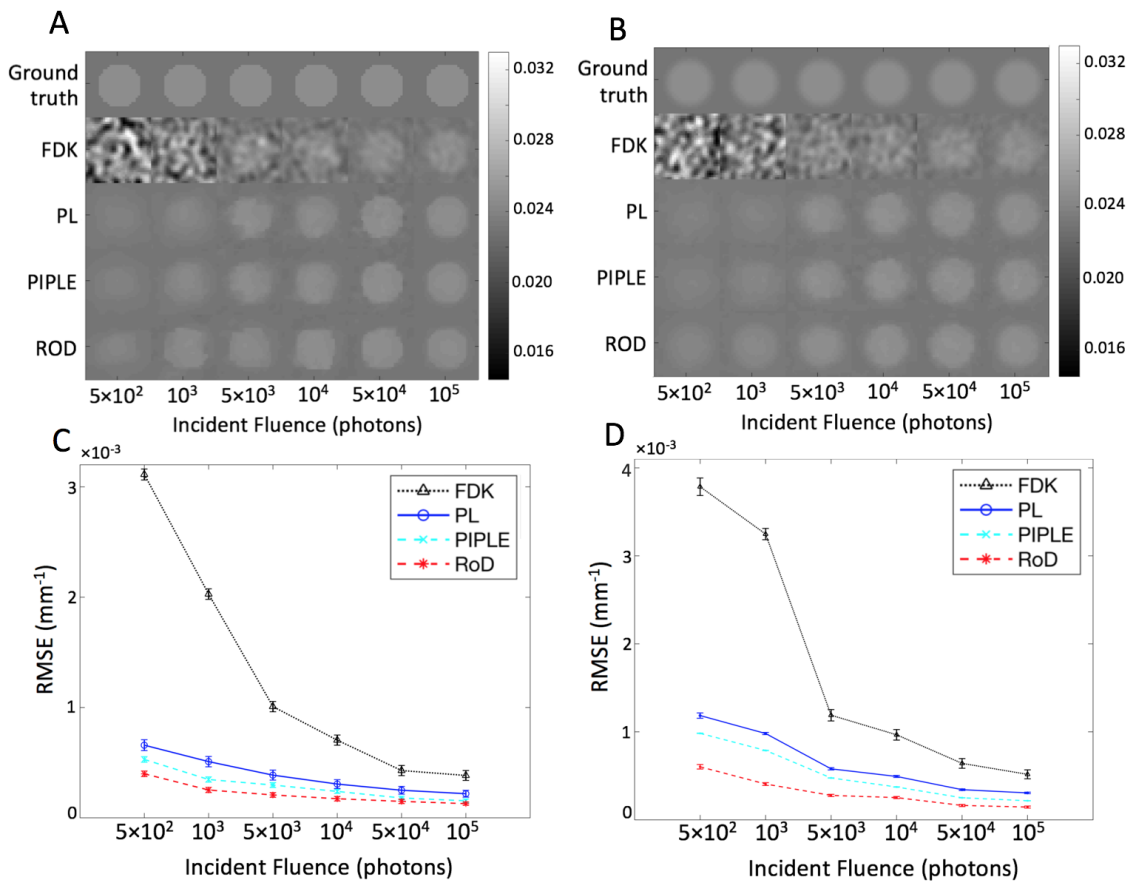 A
Ground
truth
FDK
PL
PIPLE
ROD
0.032
0.028
0.024
0.020
0.016
5×10² 10³ 5×10³ 10⁴ 5×10⁴ 10⁵
Incident Fluence (photons)
B
Ground
truth
FDK
PL
PIPLE
ROD
0.032
0.028
0.024
0.020
0.016
5×10² 10³ 5×10³ 10⁴ 5×10⁴ 10⁵
Incident Fluence (photons)
C
×10⁻³
3
2
1
0
RMSE (mm⁻¹)
FDK
PL
PIPLE
RoD
5×10² 10³ 5×10³ 10⁴ 5×10⁴ 10⁵
Incident Fluence (photons)
D
×10⁻³
4
3
2
1
0
RMSE (mm⁻¹)
FDK
PL
PIPLE
RoD
5×10² 10³ 5×10³ 10⁴ 5×10⁴ 10⁵
Incident Fluence (photons)